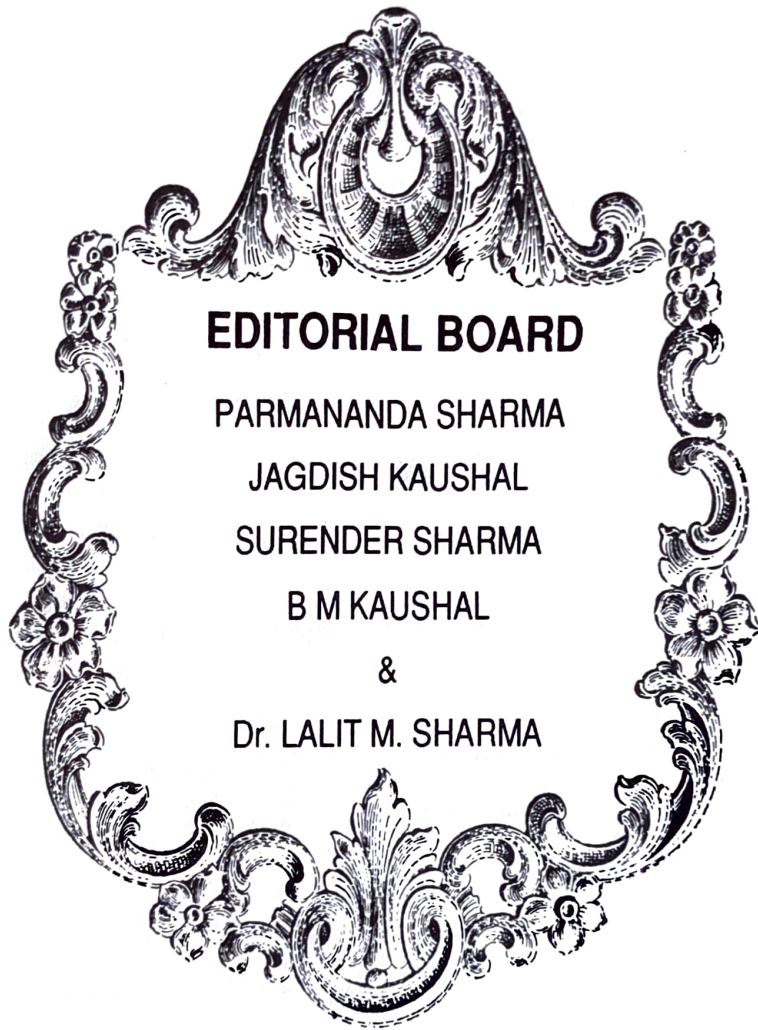 EDITORIAL BOARD
PARMANANDA SHARMA
JAGDISH KAUSHAL
SURENDER SHARMA
B M KAUSHAL
&
Dr. LALIT M. SHARMA